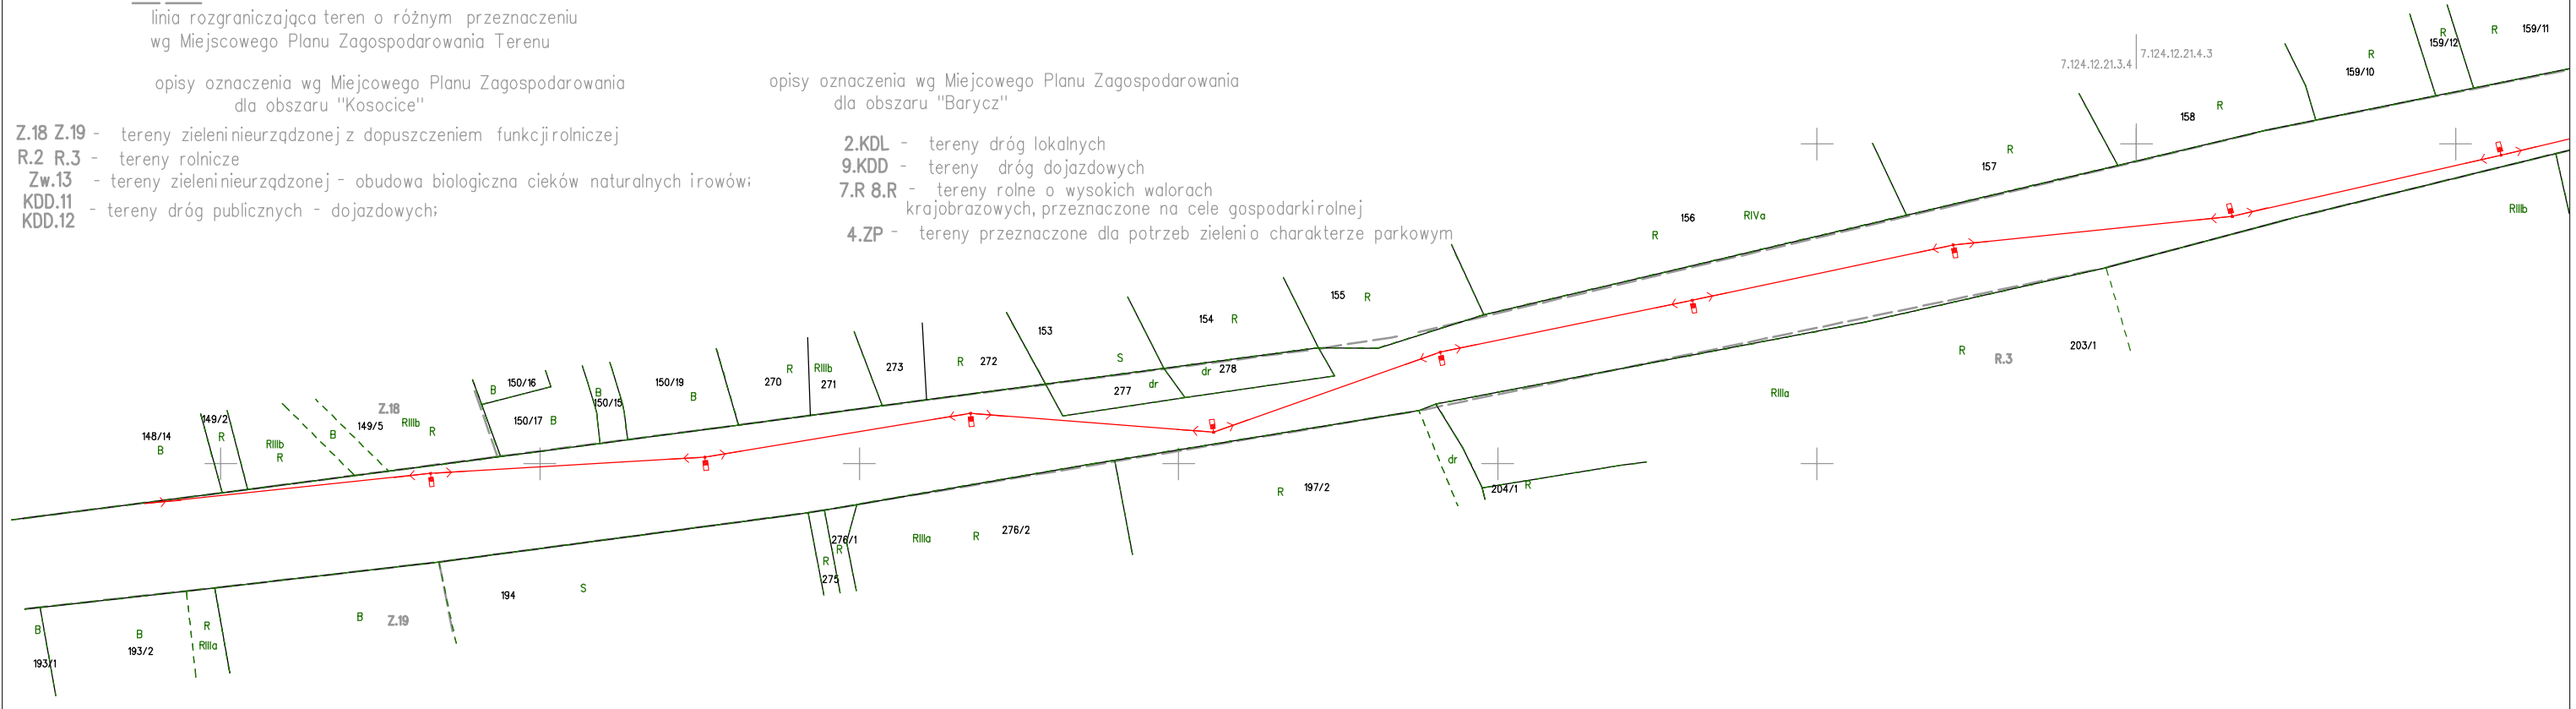 linia rozgraniczająca teren o różnym przeznaczeniu
wg Miejscowego Planu Zagospodarowania Terenu
opisy oznaczenia wg Miejcowego Planu Zagospodarowania
dla obszaru "Kosocice"
Z.18 Z.19 - tereny zieleni nieurządzonej z dopuszczeniem funkcji rolniczej
R.2 R.3 - tereny rolnicze
Zw.13 - tereny zieleni nieurządzonej - obudowa biologiczna cieków naturalnych i rowów;
KDD.11
KDD.12 - tereny dróg publicznych - dojazdowych;
opisy oznaczenia wg Miejcowego Planu Zagospodarowania
dla obszaru "Barycz"
2.KDL - tereny dróg lokalnych
9.KDD - tereny dróg dojazdowych
7.R 8.R - tereny rolne o wysokich walorach
krajobrazowych, przeznaczone na cele gospodarki rolnej
4.ZP - tereny przeznaczone dla potrzeb zieleni o charakterze parkowym
7.124.12.21.3.4
7.124.12.21.4.3
R
159/12
R
159/11
R
159/10
R
158
R
157
156
RIVa
R
RIIIb
155
R
154
R
153
S
277
dr
dr
278
R
272
273
RIIIb
271
R
270
150/19
B
B
150/15
150/16
B
150/17
B
Z.18
149/5
RIIIb
R
B
RIIIb
R
149/2
R
148/14
B
R
R.3
203/1
RIIIa
dr
204/1
R
R
197/2
RIIIa
R
276/2
276/1
R
R
275
194
S
B
Z.19
R
RIIIa
B
193/2
B
193/1